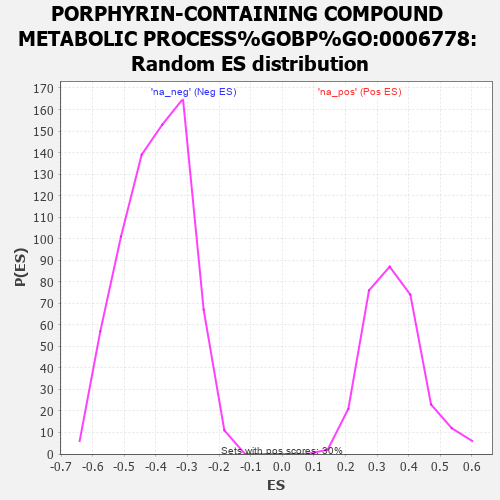 PORPHYRIN-CONTAINING COMPOUND
METABOLIC PROCESS%GOBP%GO:0006778:
Random ES distribution
'na_neg' (Neg ES)
'na_pos' (Pos ES)
170
160
150
140
130
120
110
100
90
80
70
60
50
40
30
20
10
0
P(ES)
Sets with pos scores: 30%
-0.7 -0.6 -0.5 -0.4 -0.3 -0.2 -0.1 0.0 0.1 0.2 0.3 0.4 0.5 0.6
ES